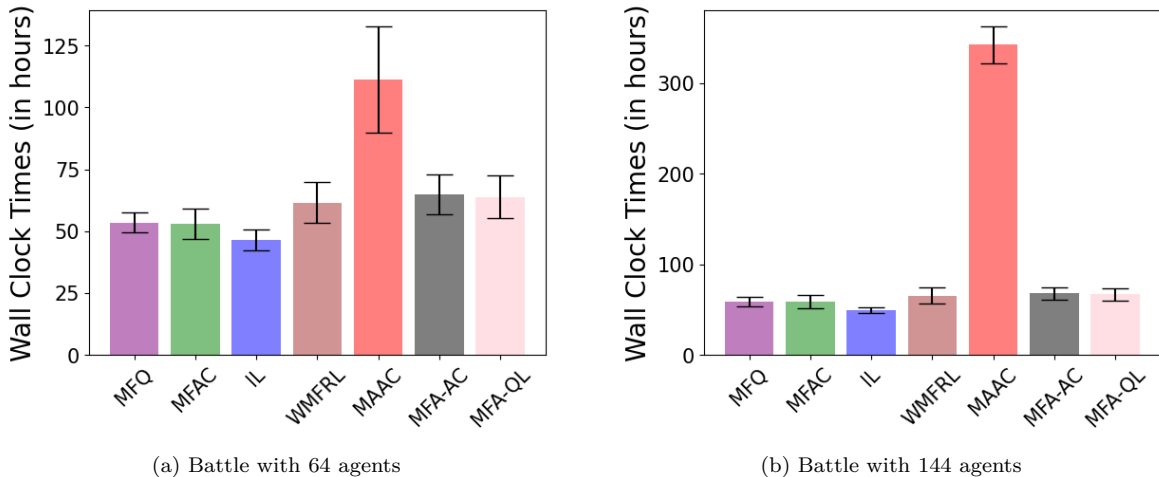 Wall Clock Times (in hours)
125
100
75
50
25
0
MFQ
MFAC
IL
WMFRL
MAAC
MFA-AC
MFA-QL
(a) Battle with 64 agents
Wall Clock Times (in hours)
300
200
100
0
MFQ
MFAC
IL
WMFRL
MAAC
MFA-AC
MFA-QL
(b) Battle with 144 agents